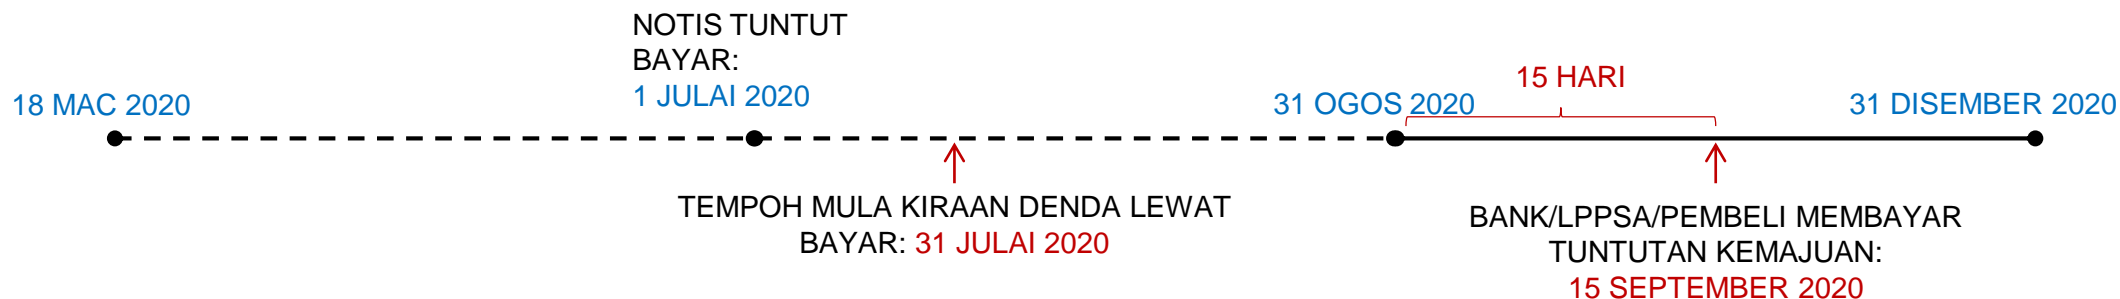 NOTIS TUNTUT
BAYAR:
1 JULAI 2020
18 MAC 2020
31 OGOS 2020
15 HARI
31 DISEMBER 2020
TEMPOH MULA KIRAAN DENDA LEWAT
BAYAR: 31 JULAI 2020
BANK/LPPSA/PEMBELI MEMBAYAR
TUNTUTAN KEMAJUAN:
15 SEPTEMBER 2020